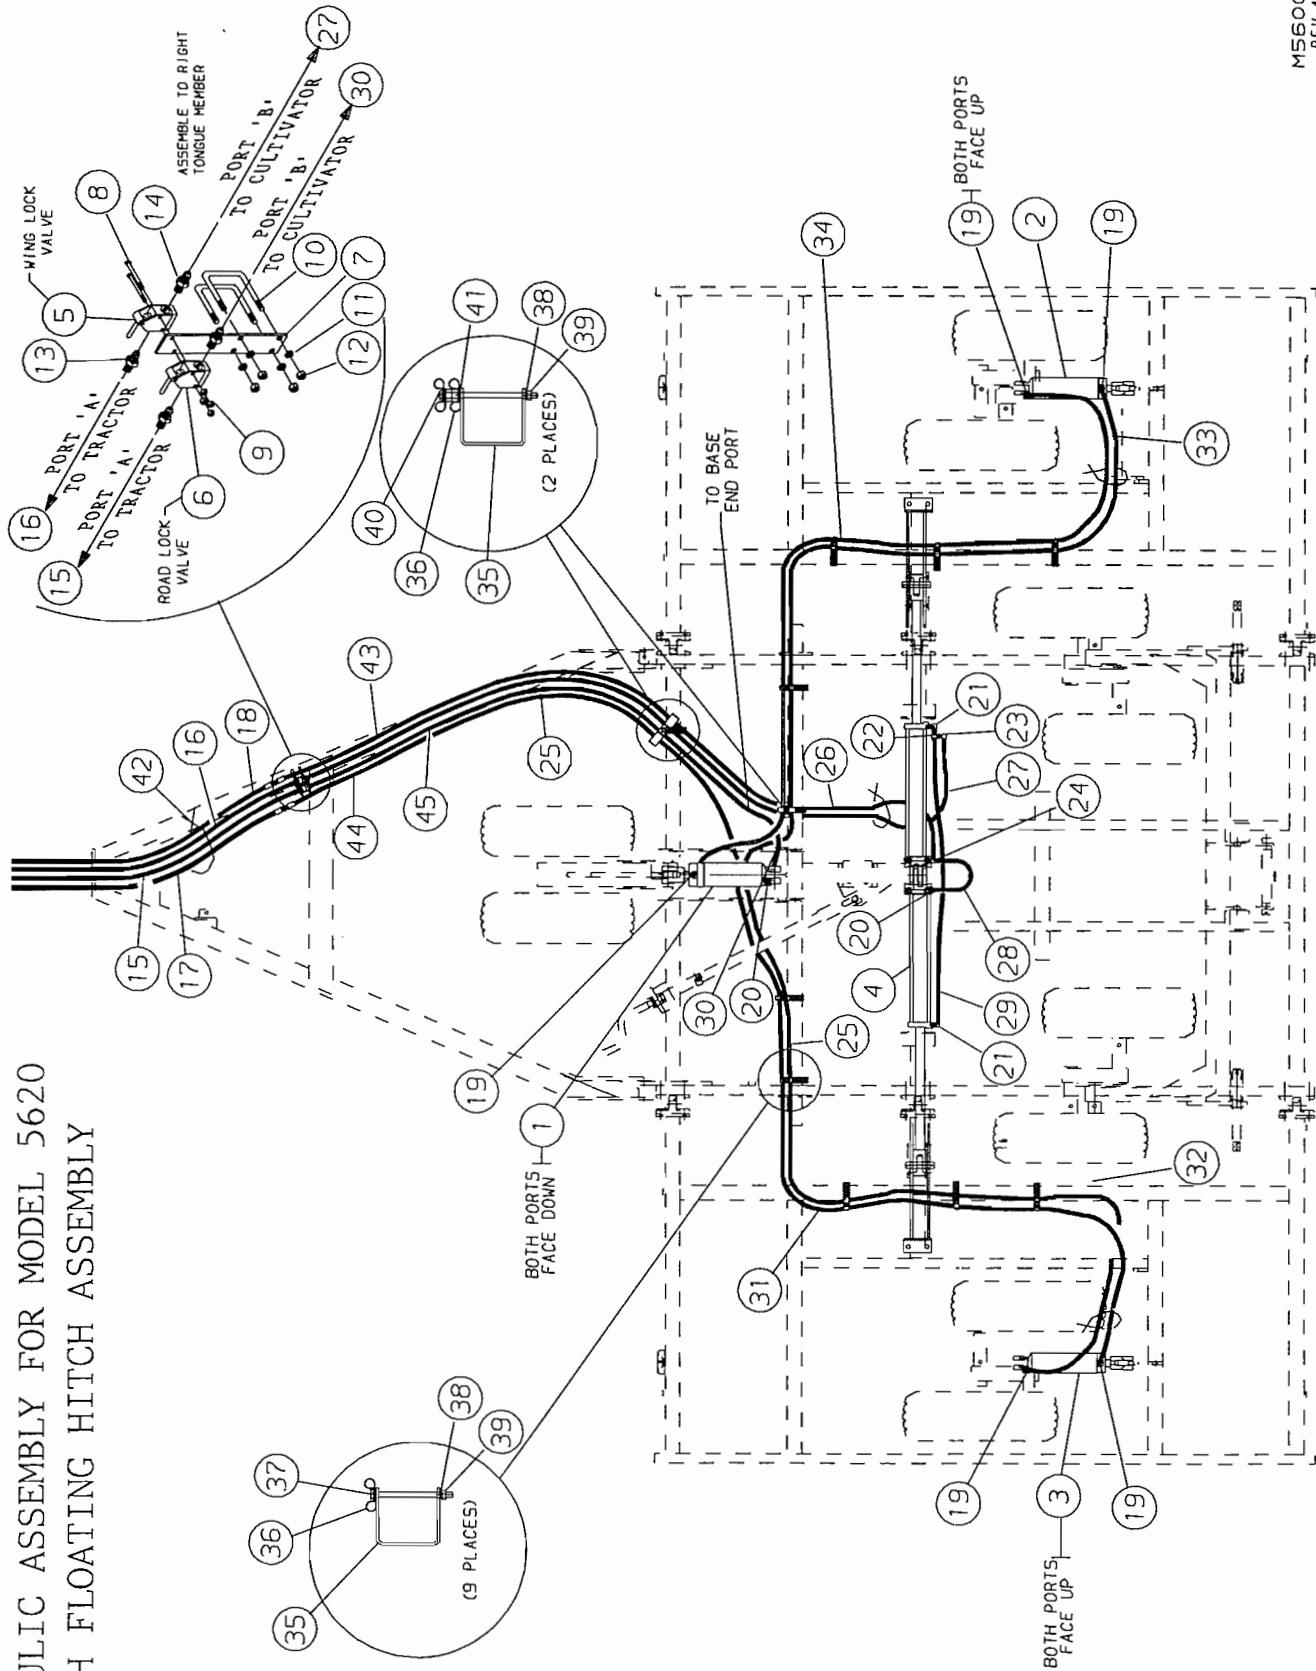 ULIC ASSEMBLY FOR MODEL 5620
H FLOATING HITCH ASSEMBLY
WING LOCK
VALVE
ASSEMBLE TO RIGHT
TONGUE MEMBER
PORT 'A'
TO TRACTOR
PORT 'A'
TO TRACTOR
PORT 'B'
TO CULTIVATOR
PORT 'B'
TO CULTIVATOR
ROAD LOCK
VALVE
5
8
13
14
16
15
6
9
10
7
11
12
27
30
40
36
35
41
38
39
(2 PLACES)
42
16
18
43
15
17
44
45
25
TO BASE
END PORT
34
BOTH PORTS
FACE UP
19
2
19
33
19
BOTH PORTS
FACE DOWN
1
30
20
26
22
21
23
27
24
20
4
28
29
21
25
31
32
35
36
37
38
39
(9 PLACES)
BOTH PORTS
FACE UP
19
3
19